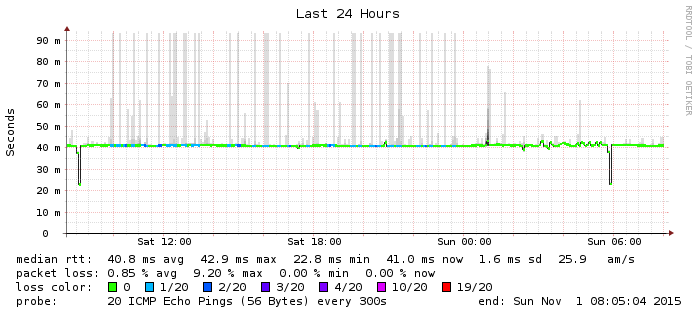 Last 24 Hours
RRDTOOL / TOBI OETIKER
Seconds
90 m
80 m
70 m
60 m
50 m
40 m
30 m
20 m
10 m
0
Sat 12:00 Sat 18:00 Sun 00:00 Sun 06:00
median rtt: 40.8 ms avg 42.9 ms max 22.8 ms min 41.0 ms now 1.6 ms sd 25.9 am/s
packet loss: 0.85 % avg 9.20 % max 0.00 % min 0.00 % now
loss color: 0 1/20 2/20 3/20 4/20 10/20 19/20
probe: 20 ICMP Echo Pings (56 Bytes) every 300s end: Sun Nov 1 08:05:04 2015